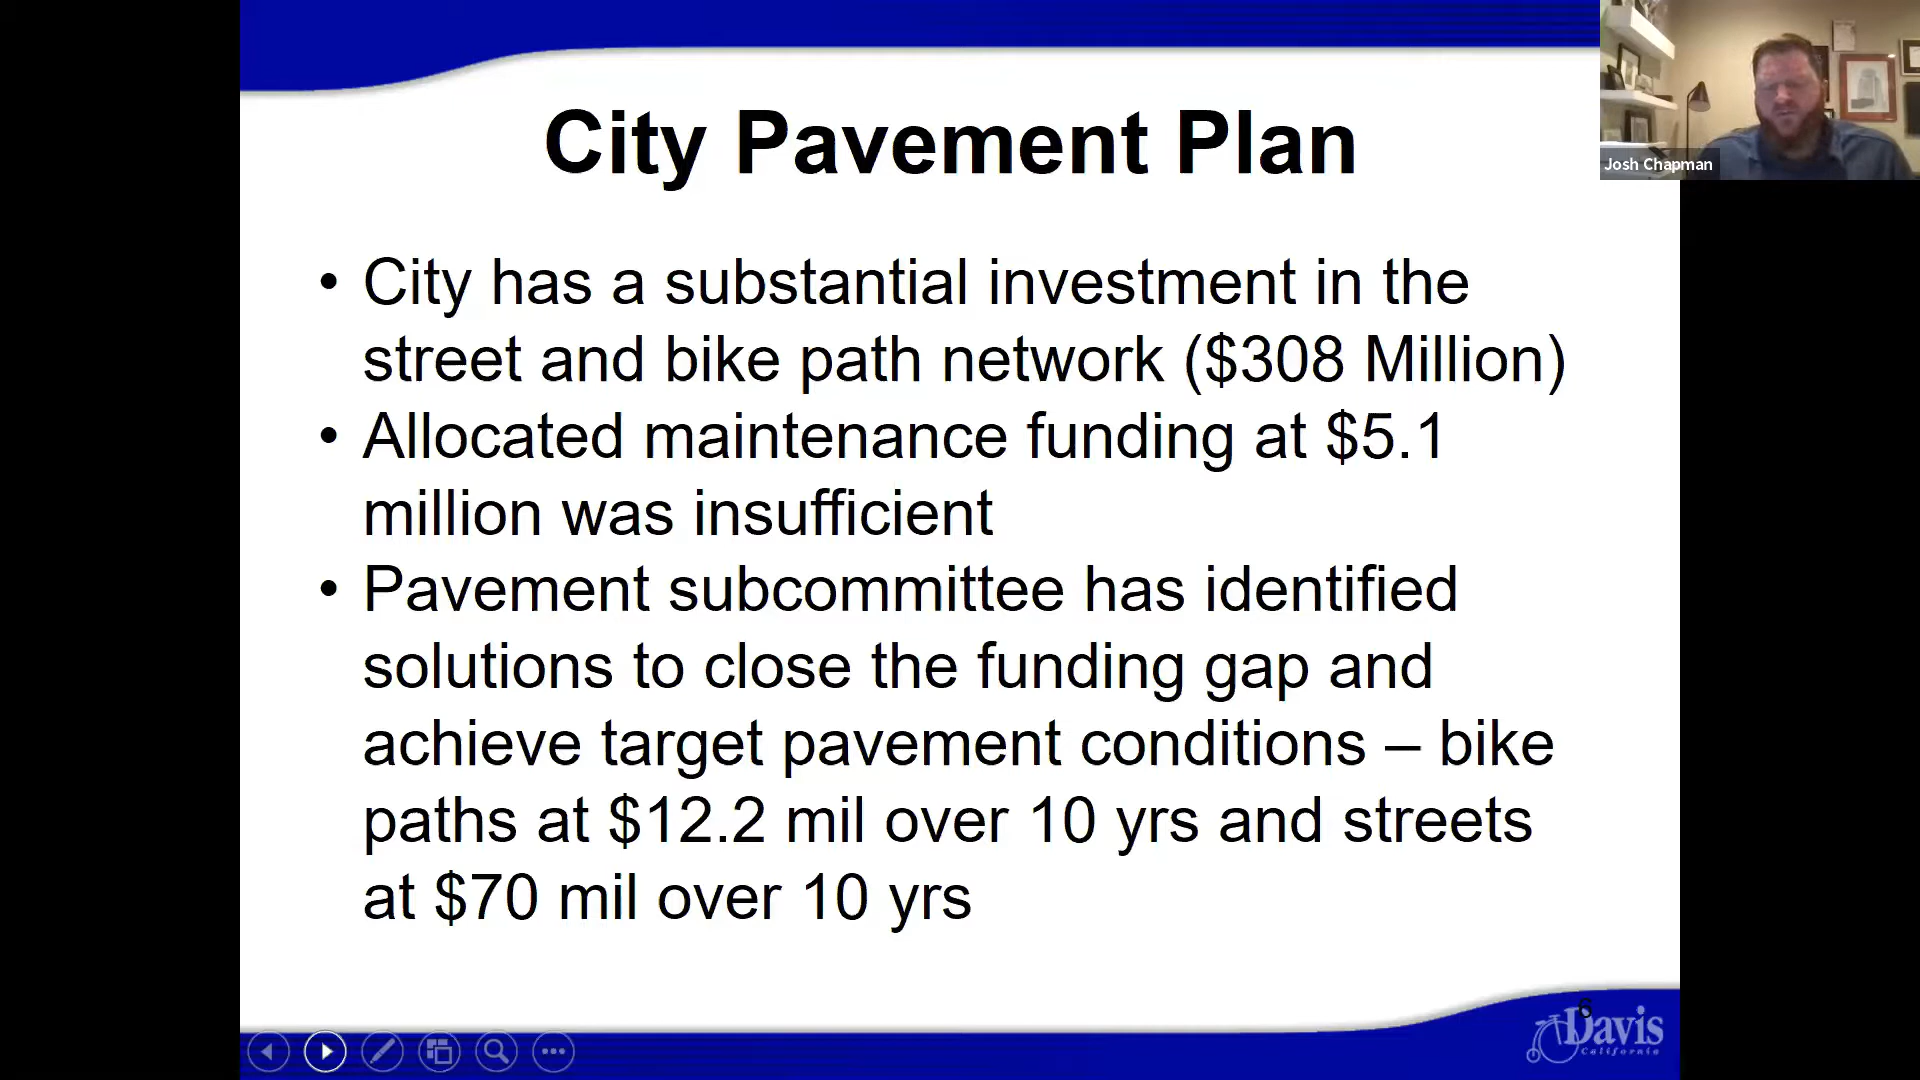 City Pavement Plan
Josh Chapman
• City has a substantial investment in the
street and bike path network ($308 Million)
• Allocated maintenance funding at $5.1
million was insufficient
• Pavement subcommittee has identified
solutions to close the funding gap and
achieve target pavement conditions – bike
paths at $12.2 mil over 10 yrs and streets
at $70 mil over 10 yrs
6
Davis
California